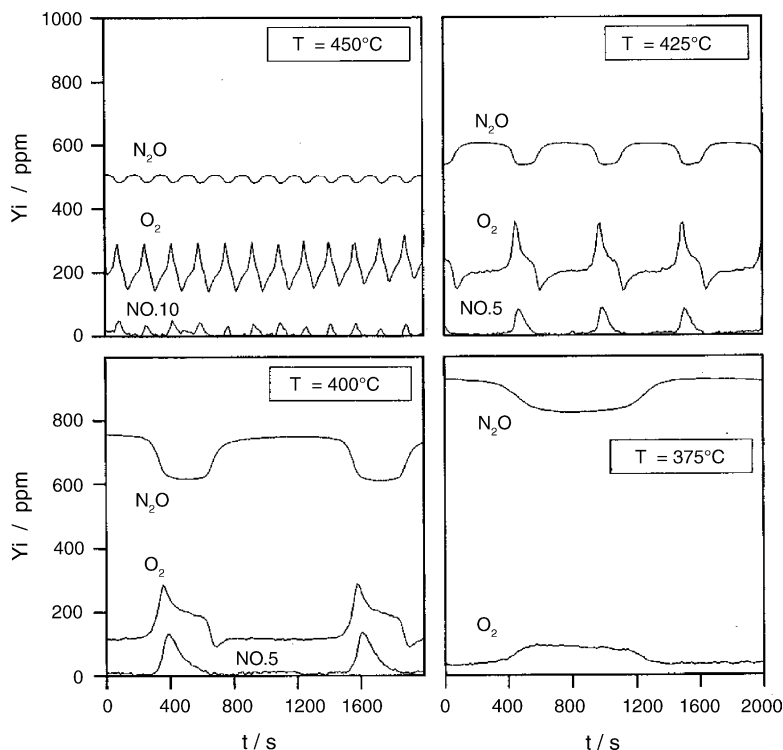 T = 450°C
T = 425°C
1000
800
600
400
200
0
Yi / ppm
N₂O
O₂
NO.10
N₂O
O₂
NO.5
T = 400°C
T = 375°C
800
600
400
200
0
Yi / ppm
N₂O
O₂
NO.5
N₂O
O₂
0 400 800 1200 1600
0 400 800 1200 1600 2000
t / s
t / s